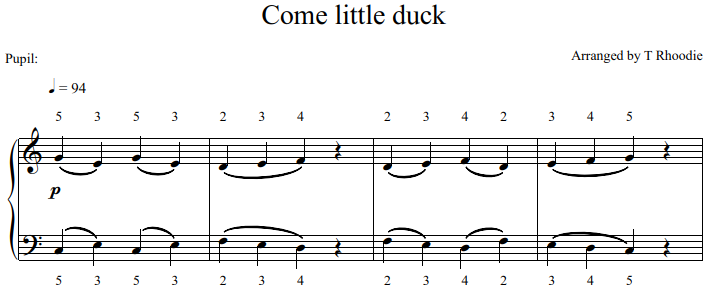 Come little duck
Pupil:
Arranged by T Rhoodie
♩ = 94
5 3 5 3 2 3 4 2 3 4 2 3 4 5
p
5 3 5 3 2 3 4 2 3 4 2 3 4 5